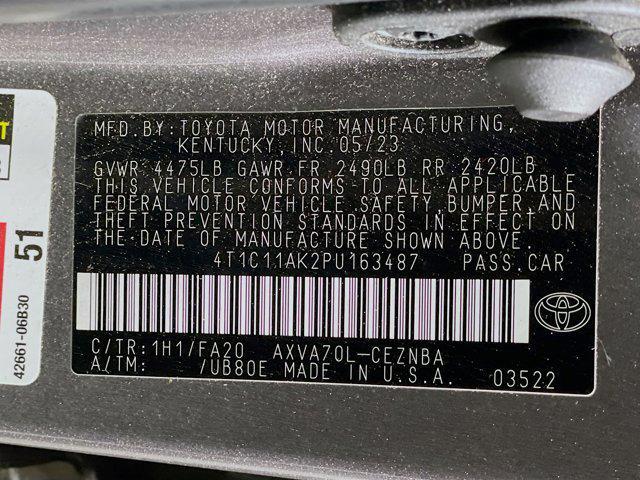 MFD. BY: TOYOTA MOTOR MANUFACTURING,
KENTUCKY, INC. 05/23
GVWR 4475LB GAWR FR 2490LB RR 2420LB
THIS VEHICLE CONFORMS TO ALL APPLICABLE
FEDERAL MOTOR VEHICLE SAFETY, BUMPER, AND
THEFT PREVENTION STANDARDS IN EFFECT ON
THE DATE OF MANUFACTURE SHOWN ABOVE.
4T1C11AK2PU163487 PASS. CAR
C/TR: 1H1/FA20 AXVA70L-CEZNBA
A/TM: /UB80E MADE IN U.S.A. 03522
51
42661-06B30